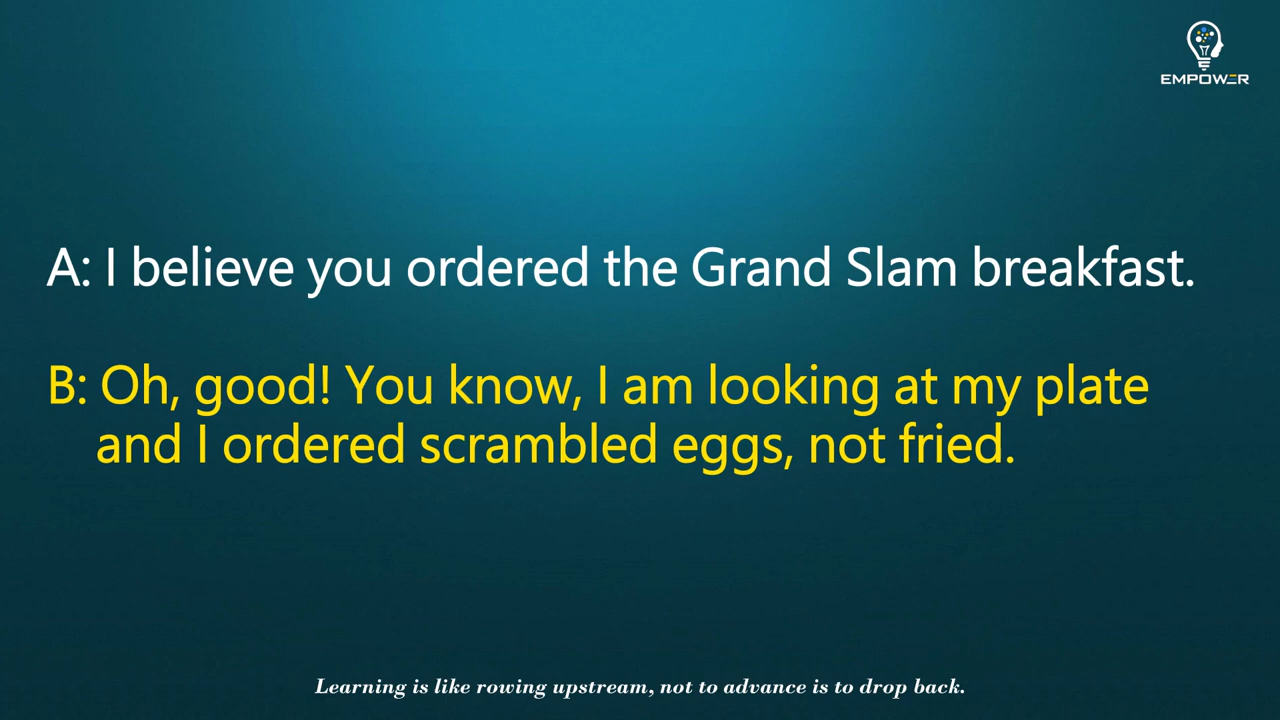 EMPOWER
A: I believe you ordered the Grand Slam breakfast.
B: Oh, good! You know, I am looking at my plate
and I ordered scrambled eggs, not fried.
Learning is like rowing upstream, not to advance is to drop back.